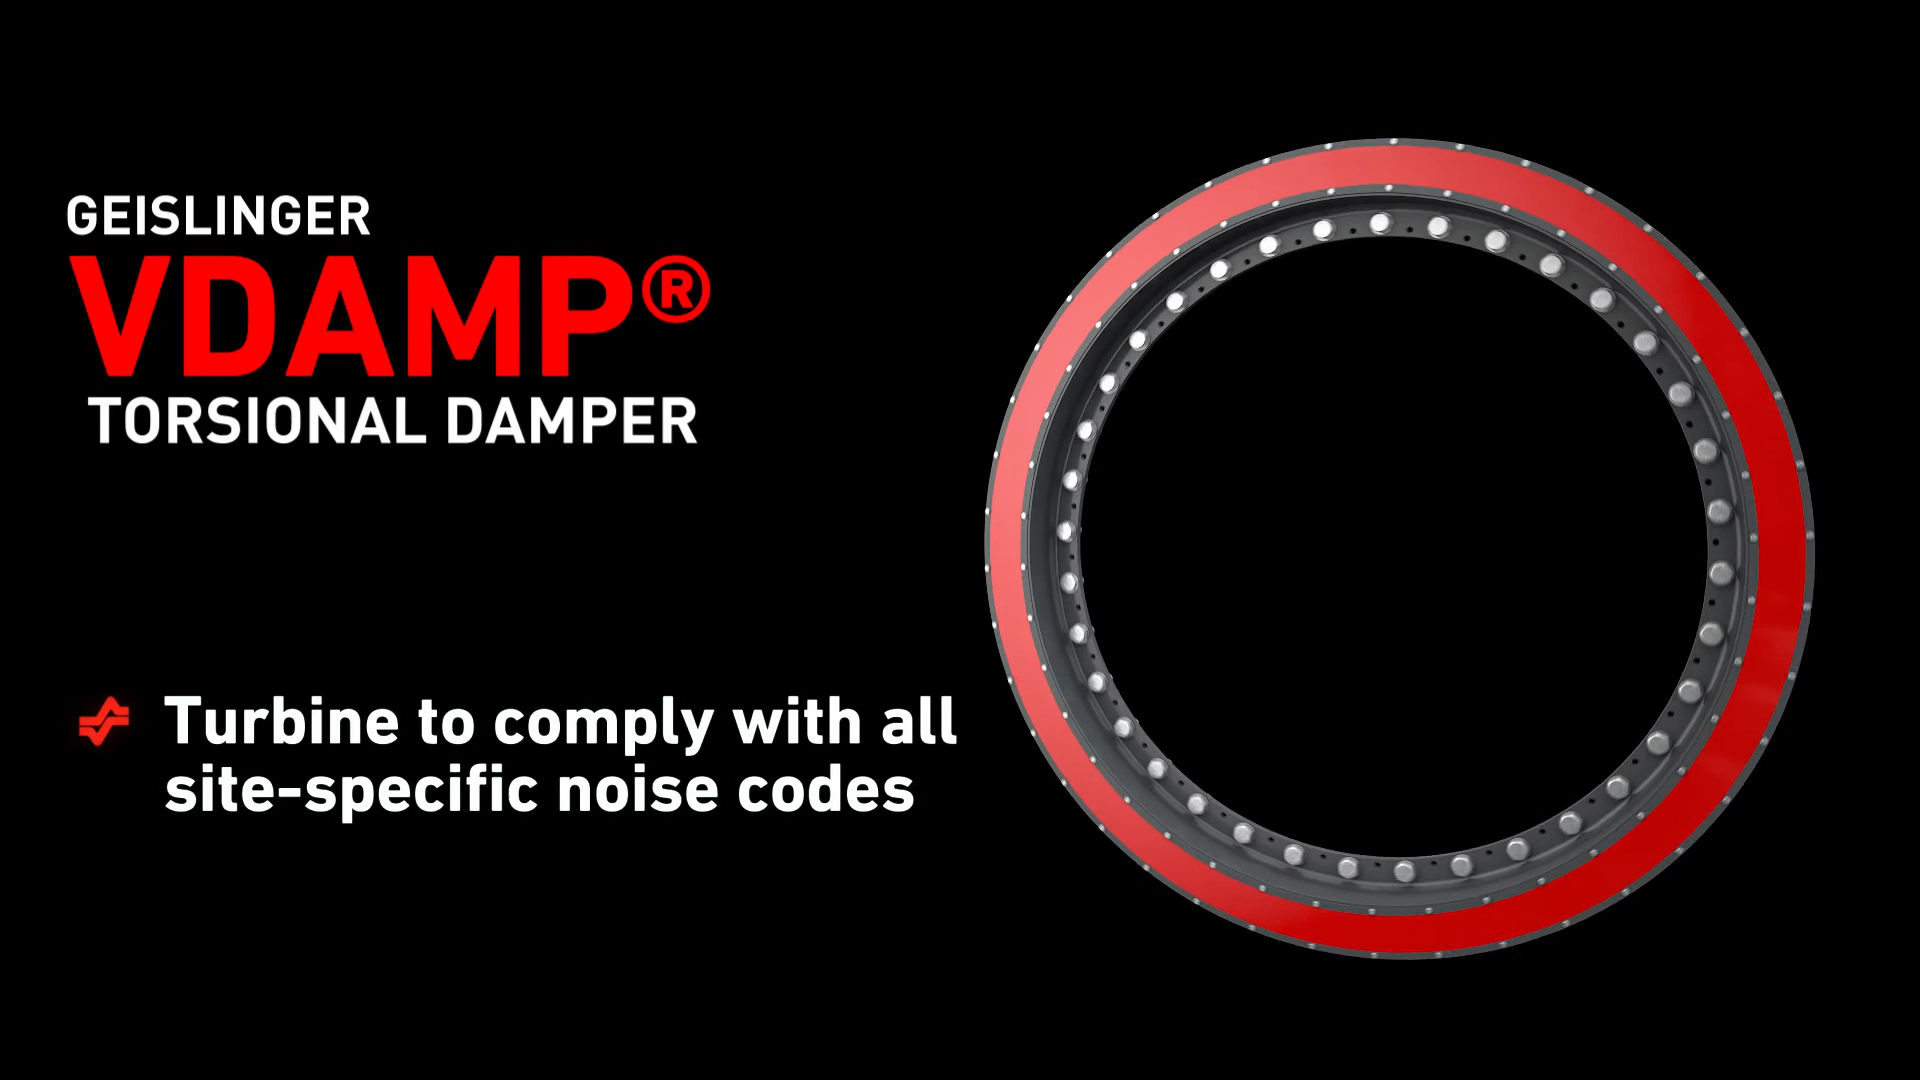 GEISLINGER
VDAMP®
TORSIONAL DAMPER
Turbine to comply with all
site-specific noise codes